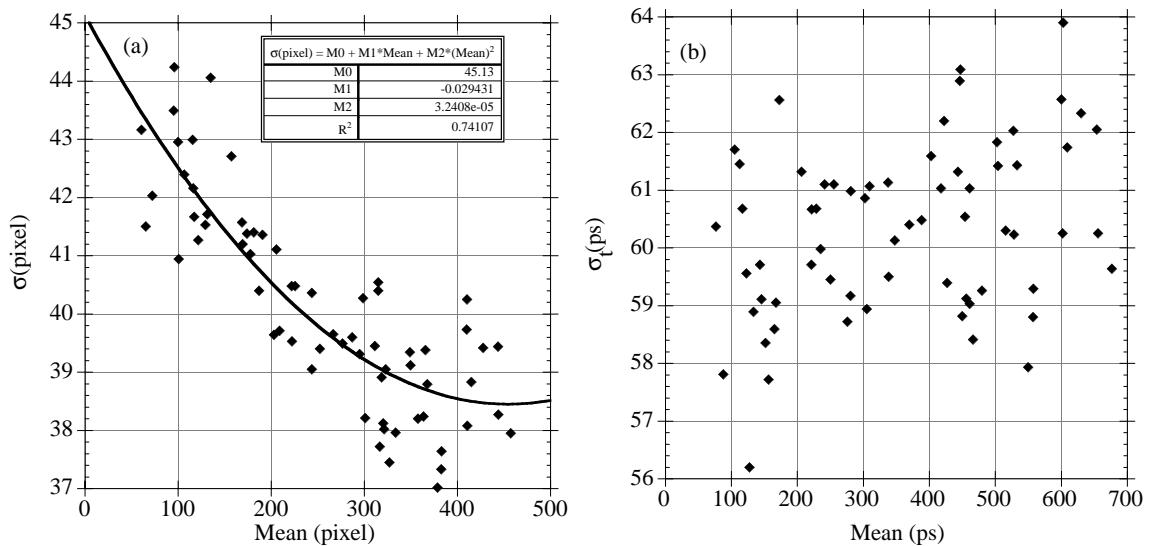 (a)
σ(pixel) = M0 + M1*Mean + M2*(Mean)²
M0 45.13
M1 -0.029431
M2 3.2408e-05
R² 0.74107
45
44
43
42
41
40
39
38
37
σ(pixel)
0 100 200 300 400 500
Mean (pixel)
(b)
64
63
62
61
60
59
58
57
56
σt(ps)
0 100 200 300 400 500 600 700
Mean (ps)